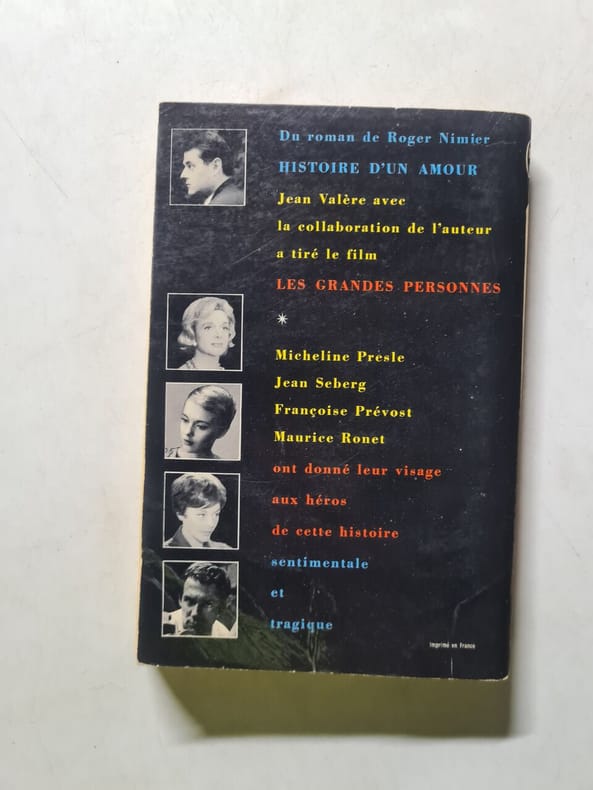 Du roman de Roger Nimier
HISTOIRE D'UN AMOUR
Jean Valère avec
la collaboration de l'auteur
a tiré le film
LES GRANDES PERSONNES
*
Micheline Presle
Jean Seberg
Françoise Prévost
Maurice Ronet
ont donné leur visage
aux héros
de cette histoire
sentimentale
et
tragique
Imprimé en France